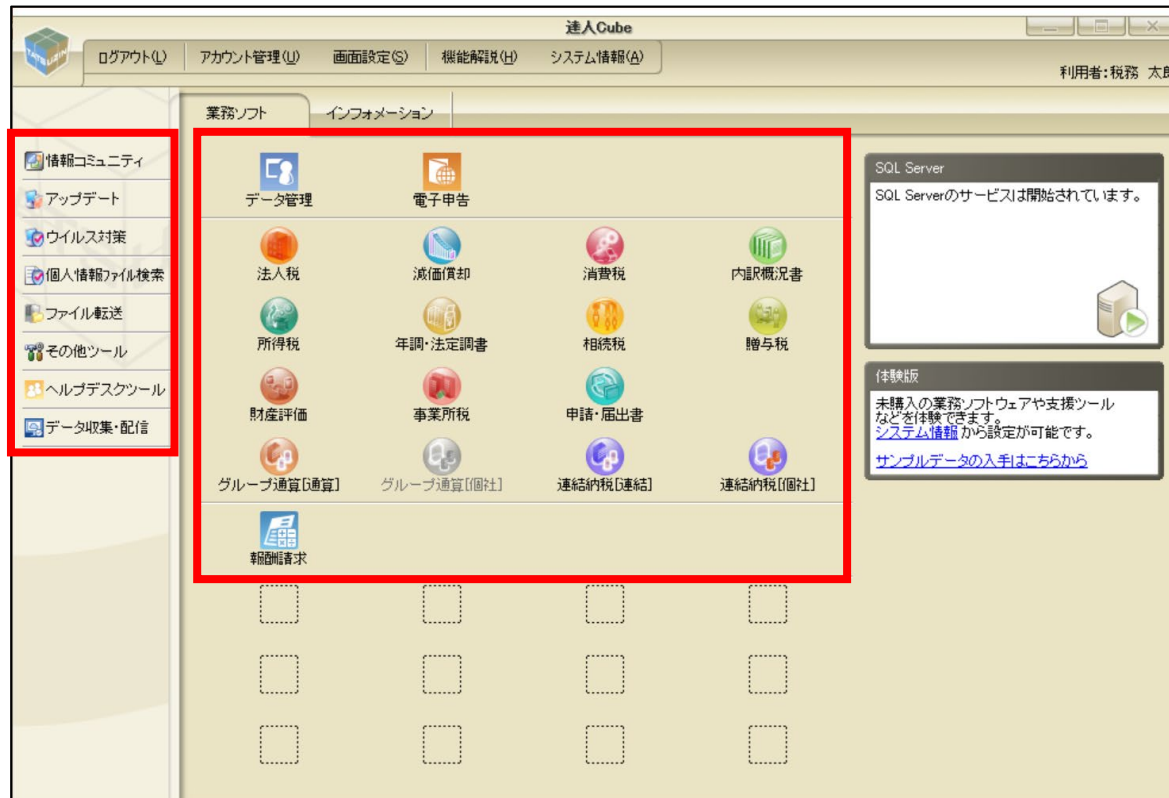 達人Cube
ログアウト(L) アカウント管理(U) 画面設定(S) 機能解説(H) システム情報(A)
利用者:税務 太郎
業務ソフト インフォメーション
情報コミュニティ
アップデート
ウイルス対策
個人情報ファイル検索
ファイル転送
その他ツール
ヘルプデスクツール
データ収集・配信
データ管理 電子申告
法人税 減価償却 消費税 内訳概況書
所得税 年調・法定調書 相続税 贈与税
財産評価 事業所税 申請・届出書
グループ通算[通算] グループ通算[個社] 連結納税[連結] 連結納税[個社]
報酬請求
SQL Server
SQL Serverのサービスは開始されています。
体験版
未購入の業務ソフトウェアや支援ツール
などを体験できます。
システム情報 から設定が可能です。
サンプルデータの入手はこちらから